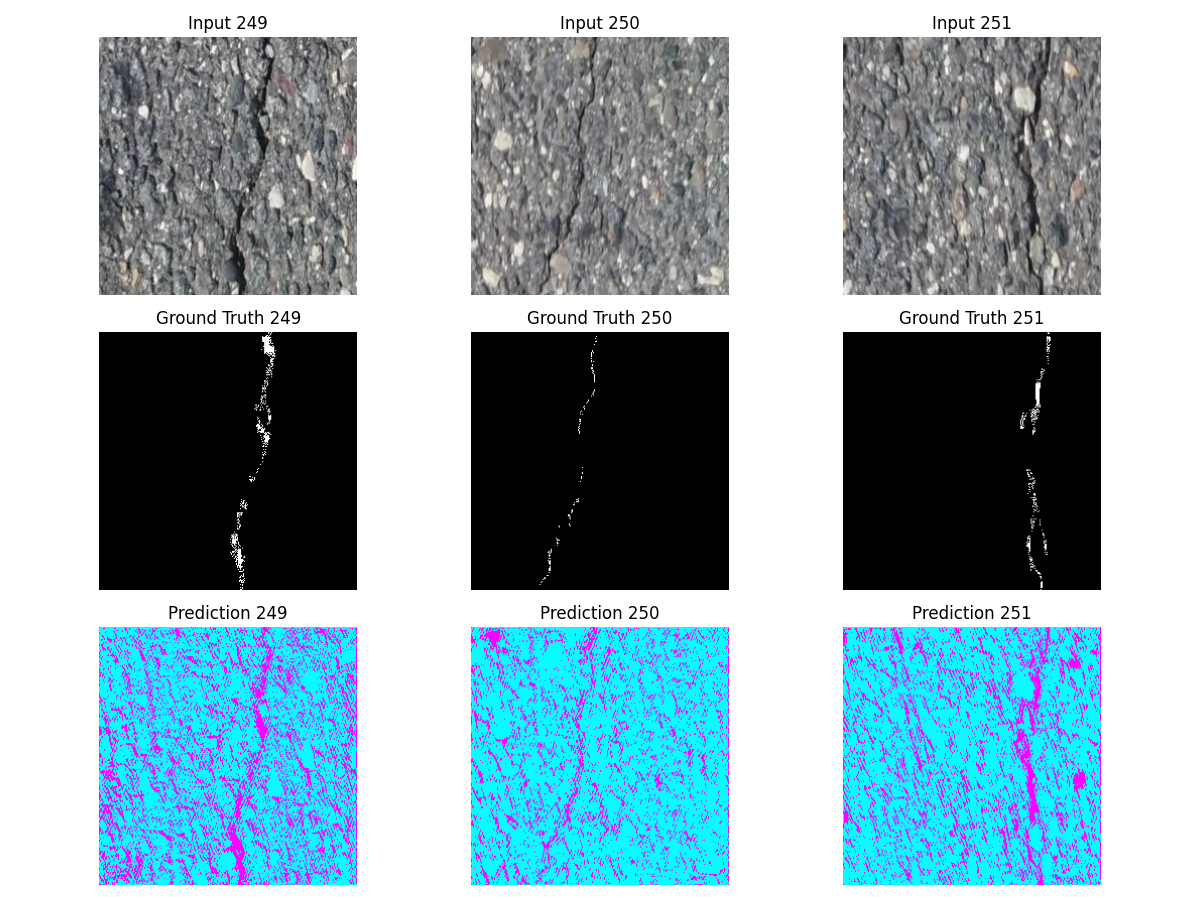 Input 249
Input 250
Input 251
Ground Truth 249
Ground Truth 250
Ground Truth 251
Prediction 249
Prediction 250
Prediction 251